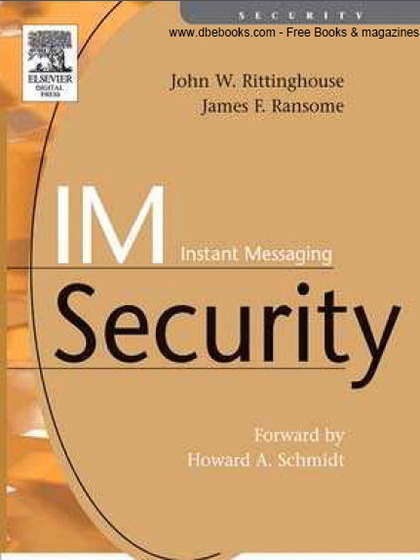 SECURITY
www.dbebooks.com - Free Books & magazines
ELSEVIER
DIGITAL
PRESS
John W. Rittinghouse
James F. Ransome
IM Instant Messaging
Security
Forward by
Howard A. Schmidt